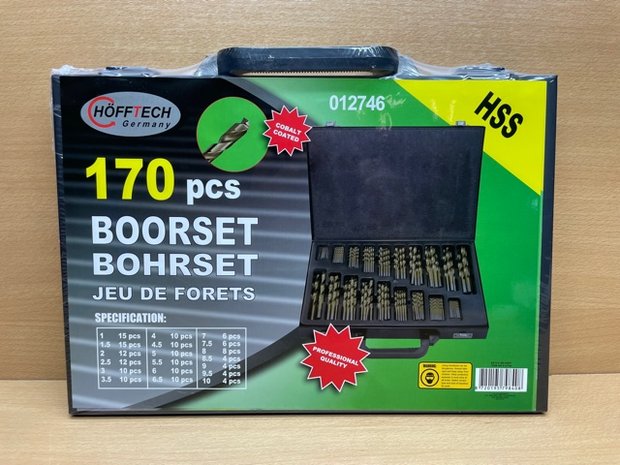 HÖFFTECH
Germany
COBALT
COATED
012746
HSS
170 pcs
BOORSET
BOHRSET
JEU DE FORETS
SPECIFICATION:
1 15 pcs 4 10 pcs 7 6 pcs
1.5 15 pcs 4.5 10 pcs 7.5 6 pcs
2 12 pcs 5 10 pcs 8 8 pcs
2.5 12 pcs 5.5 10 pcs 8.5 4 pcs
3 10 pcs 6 10 pcs 9 4 pcs
3.5 10 pcs 6.5 10 pcs 9.5 4 pcs
10 4 pcs
PROFESSIONAL
QUALITY
WARNING: